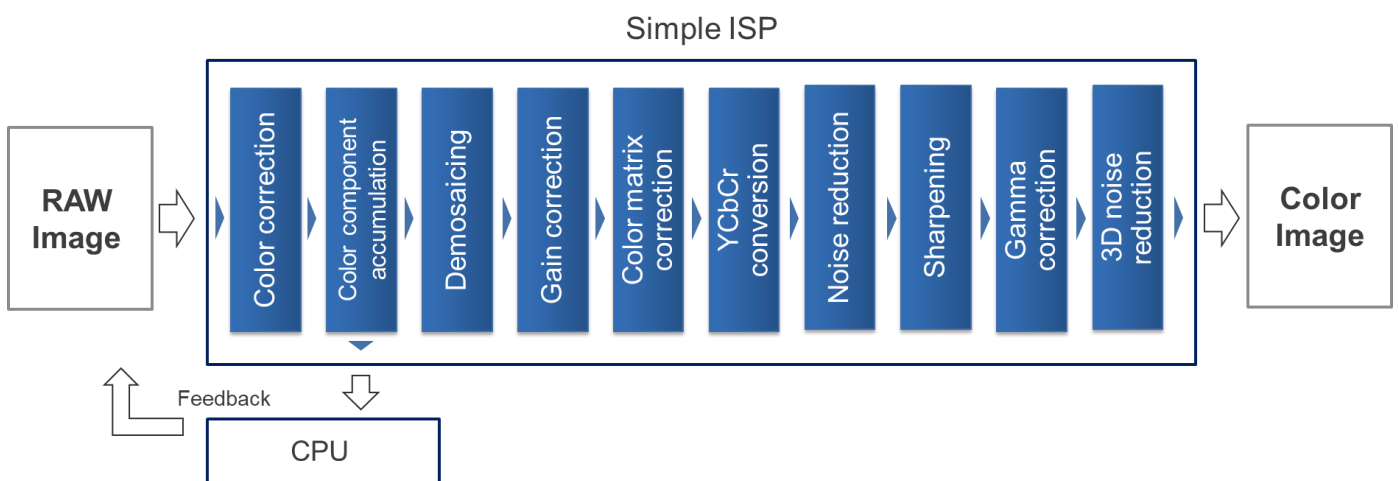 Simple ISP
RAW
Image
Color correction
Color component
accumulation
Demosaicing
Gain correction
Color matrix
correction
YCbCr
conversion
Noise reduction
Sharpening
Gamma
correction
3D noise
reduction
Color
Image
Feedback
CPU